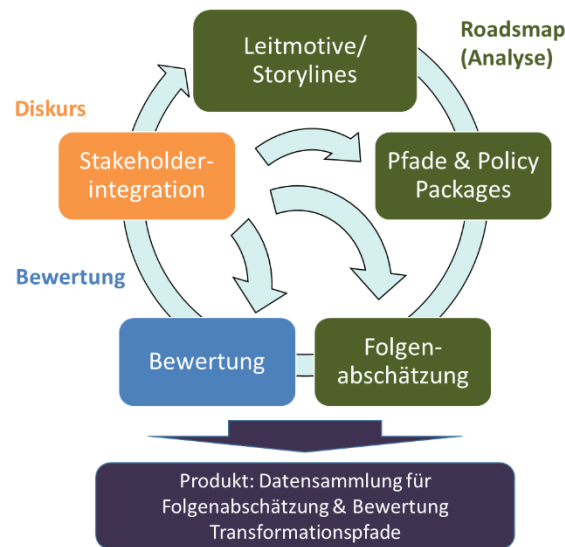 Leitmotive/
Storylines
Roadsmap
(Analyse)
Diskurs
Stakeholder-
integration
Pfade & Policy
Packages
Bewertung
Bewertung
Folgen-
abschätzung
Produkt: Datensammlung für
Folgenabschätzung & Bewertung
Transformationspfade